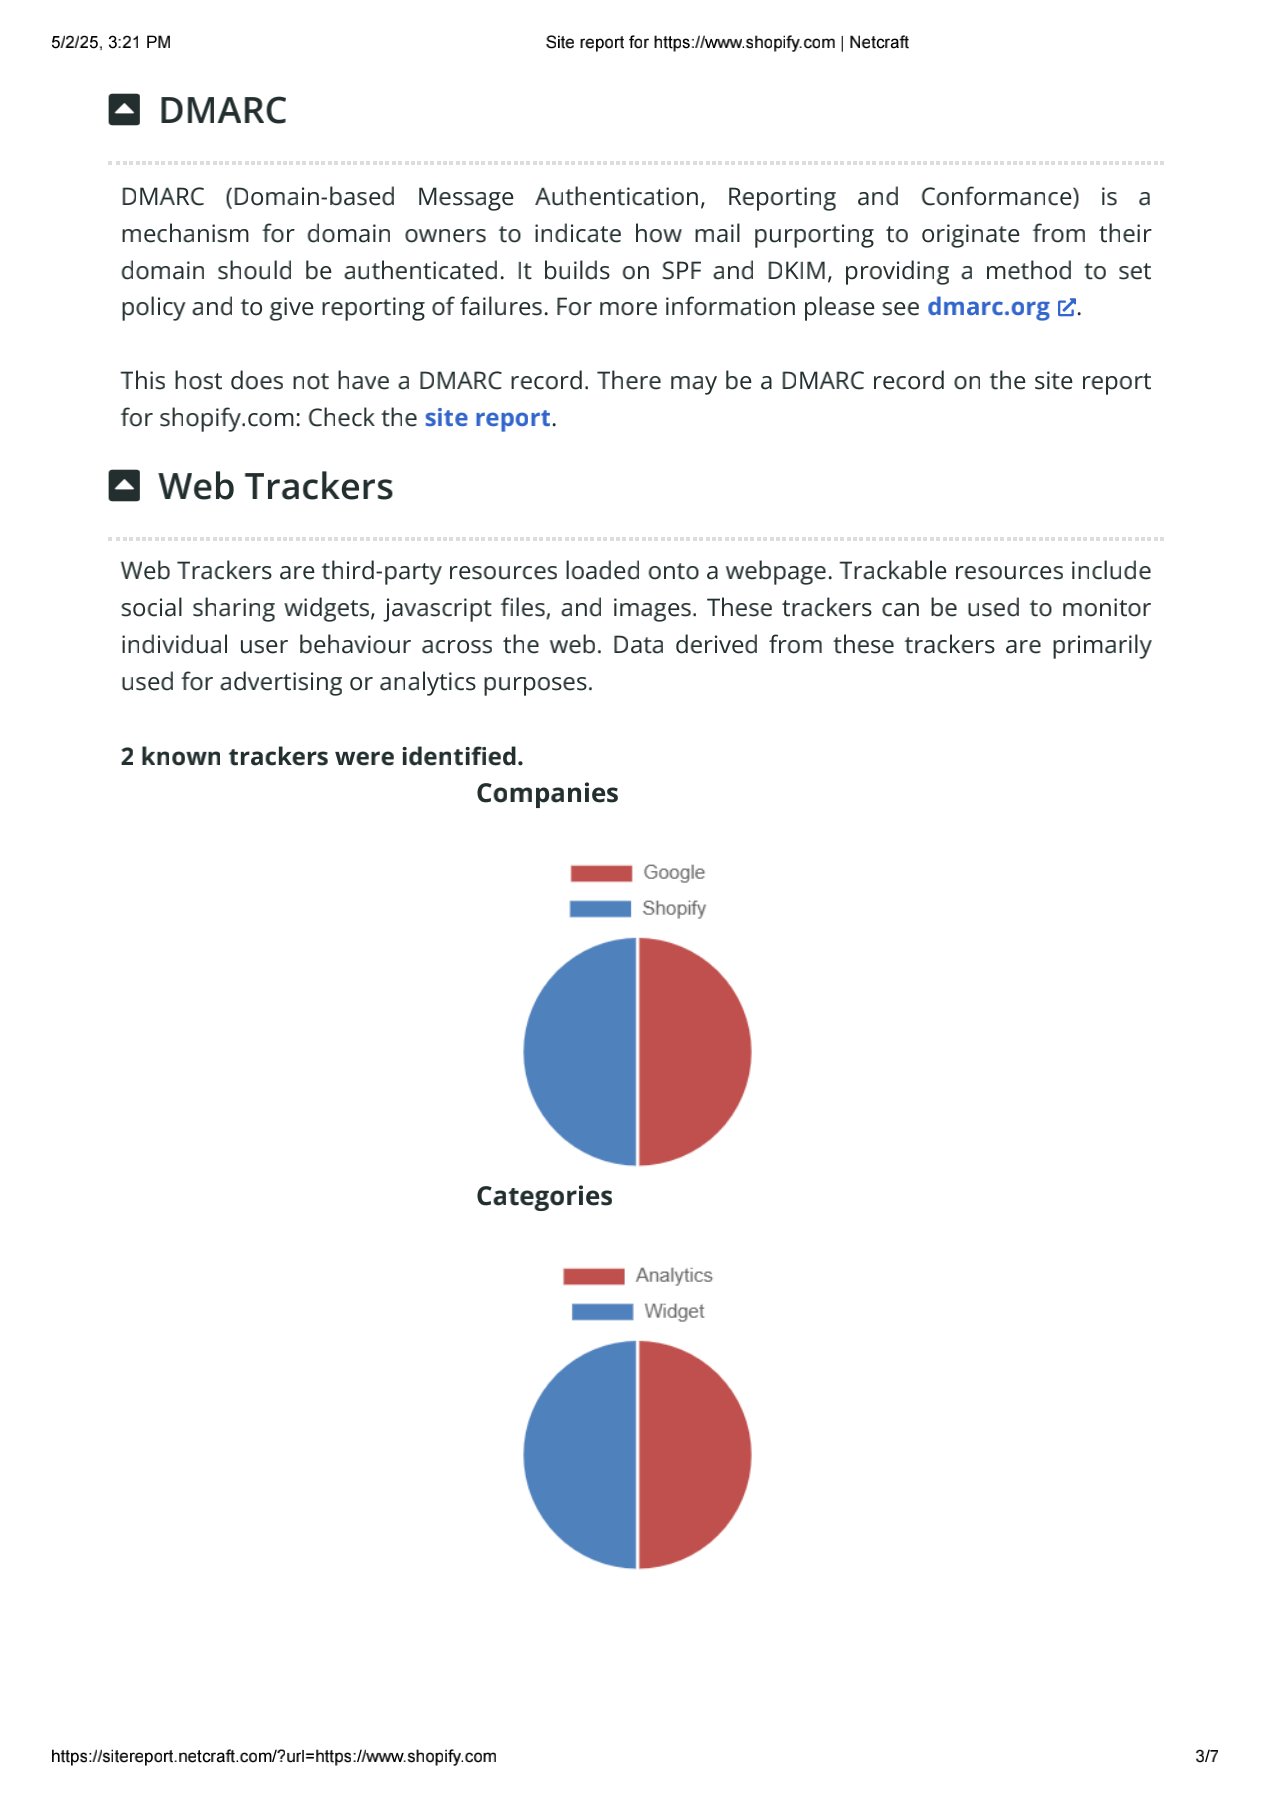 5/2/25, 3:21 PM
Site report for https://www.shopify.com | Netcraft
DMARC
DMARC (Domain-based Message Authentication, Reporting and Conformance) is a
mechanism for domain owners to indicate how mail purporting to originate from their
domain should be authenticated. It builds on SPF and DKIM, providing a method to set
policy and to give reporting of failures. For more information please see dmarc.org.
This host does not have a DMARC record. There may be a DMARC record on the site report
for shopify.com: Check the site report.
Web Trackers
Web Trackers are third-party resources loaded onto a webpage. Trackable resources include
social sharing widgets, javascript files, and images. These trackers can be used to monitor
individual user behaviour across the web. Data derived from these trackers are primarily
used for advertising or analytics purposes.
2 known trackers were identified.
Companies
Google
Shopify
Categories
Analytics
Widget
https://sitereport.netcraft.com/?url=https://www.shopify.com
3/7